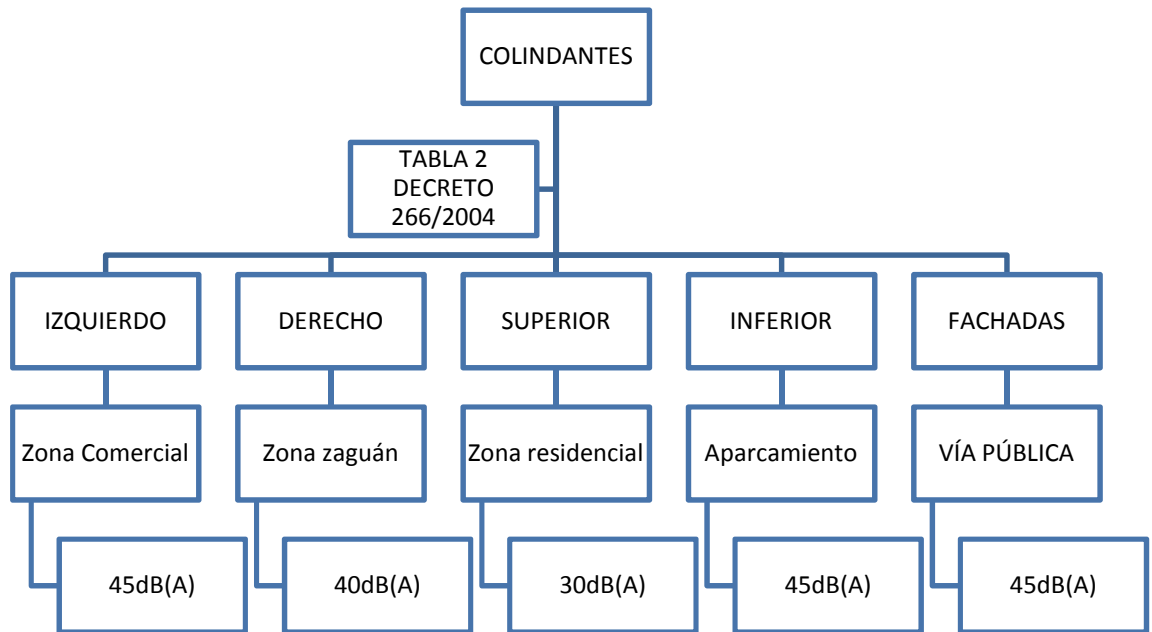 COLINDANTES
TABLA 2
DECRETO
266/2004
IZQUIERDO
DERECHO
SUPERIOR
INFERIOR
FACHADAS
Zona Comercial
Zona zaguán
Zona residencial
Aparcamiento
VÍA PÚBLICA
45dB(A)
40dB(A)
30dB(A)
45dB(A)
45dB(A)